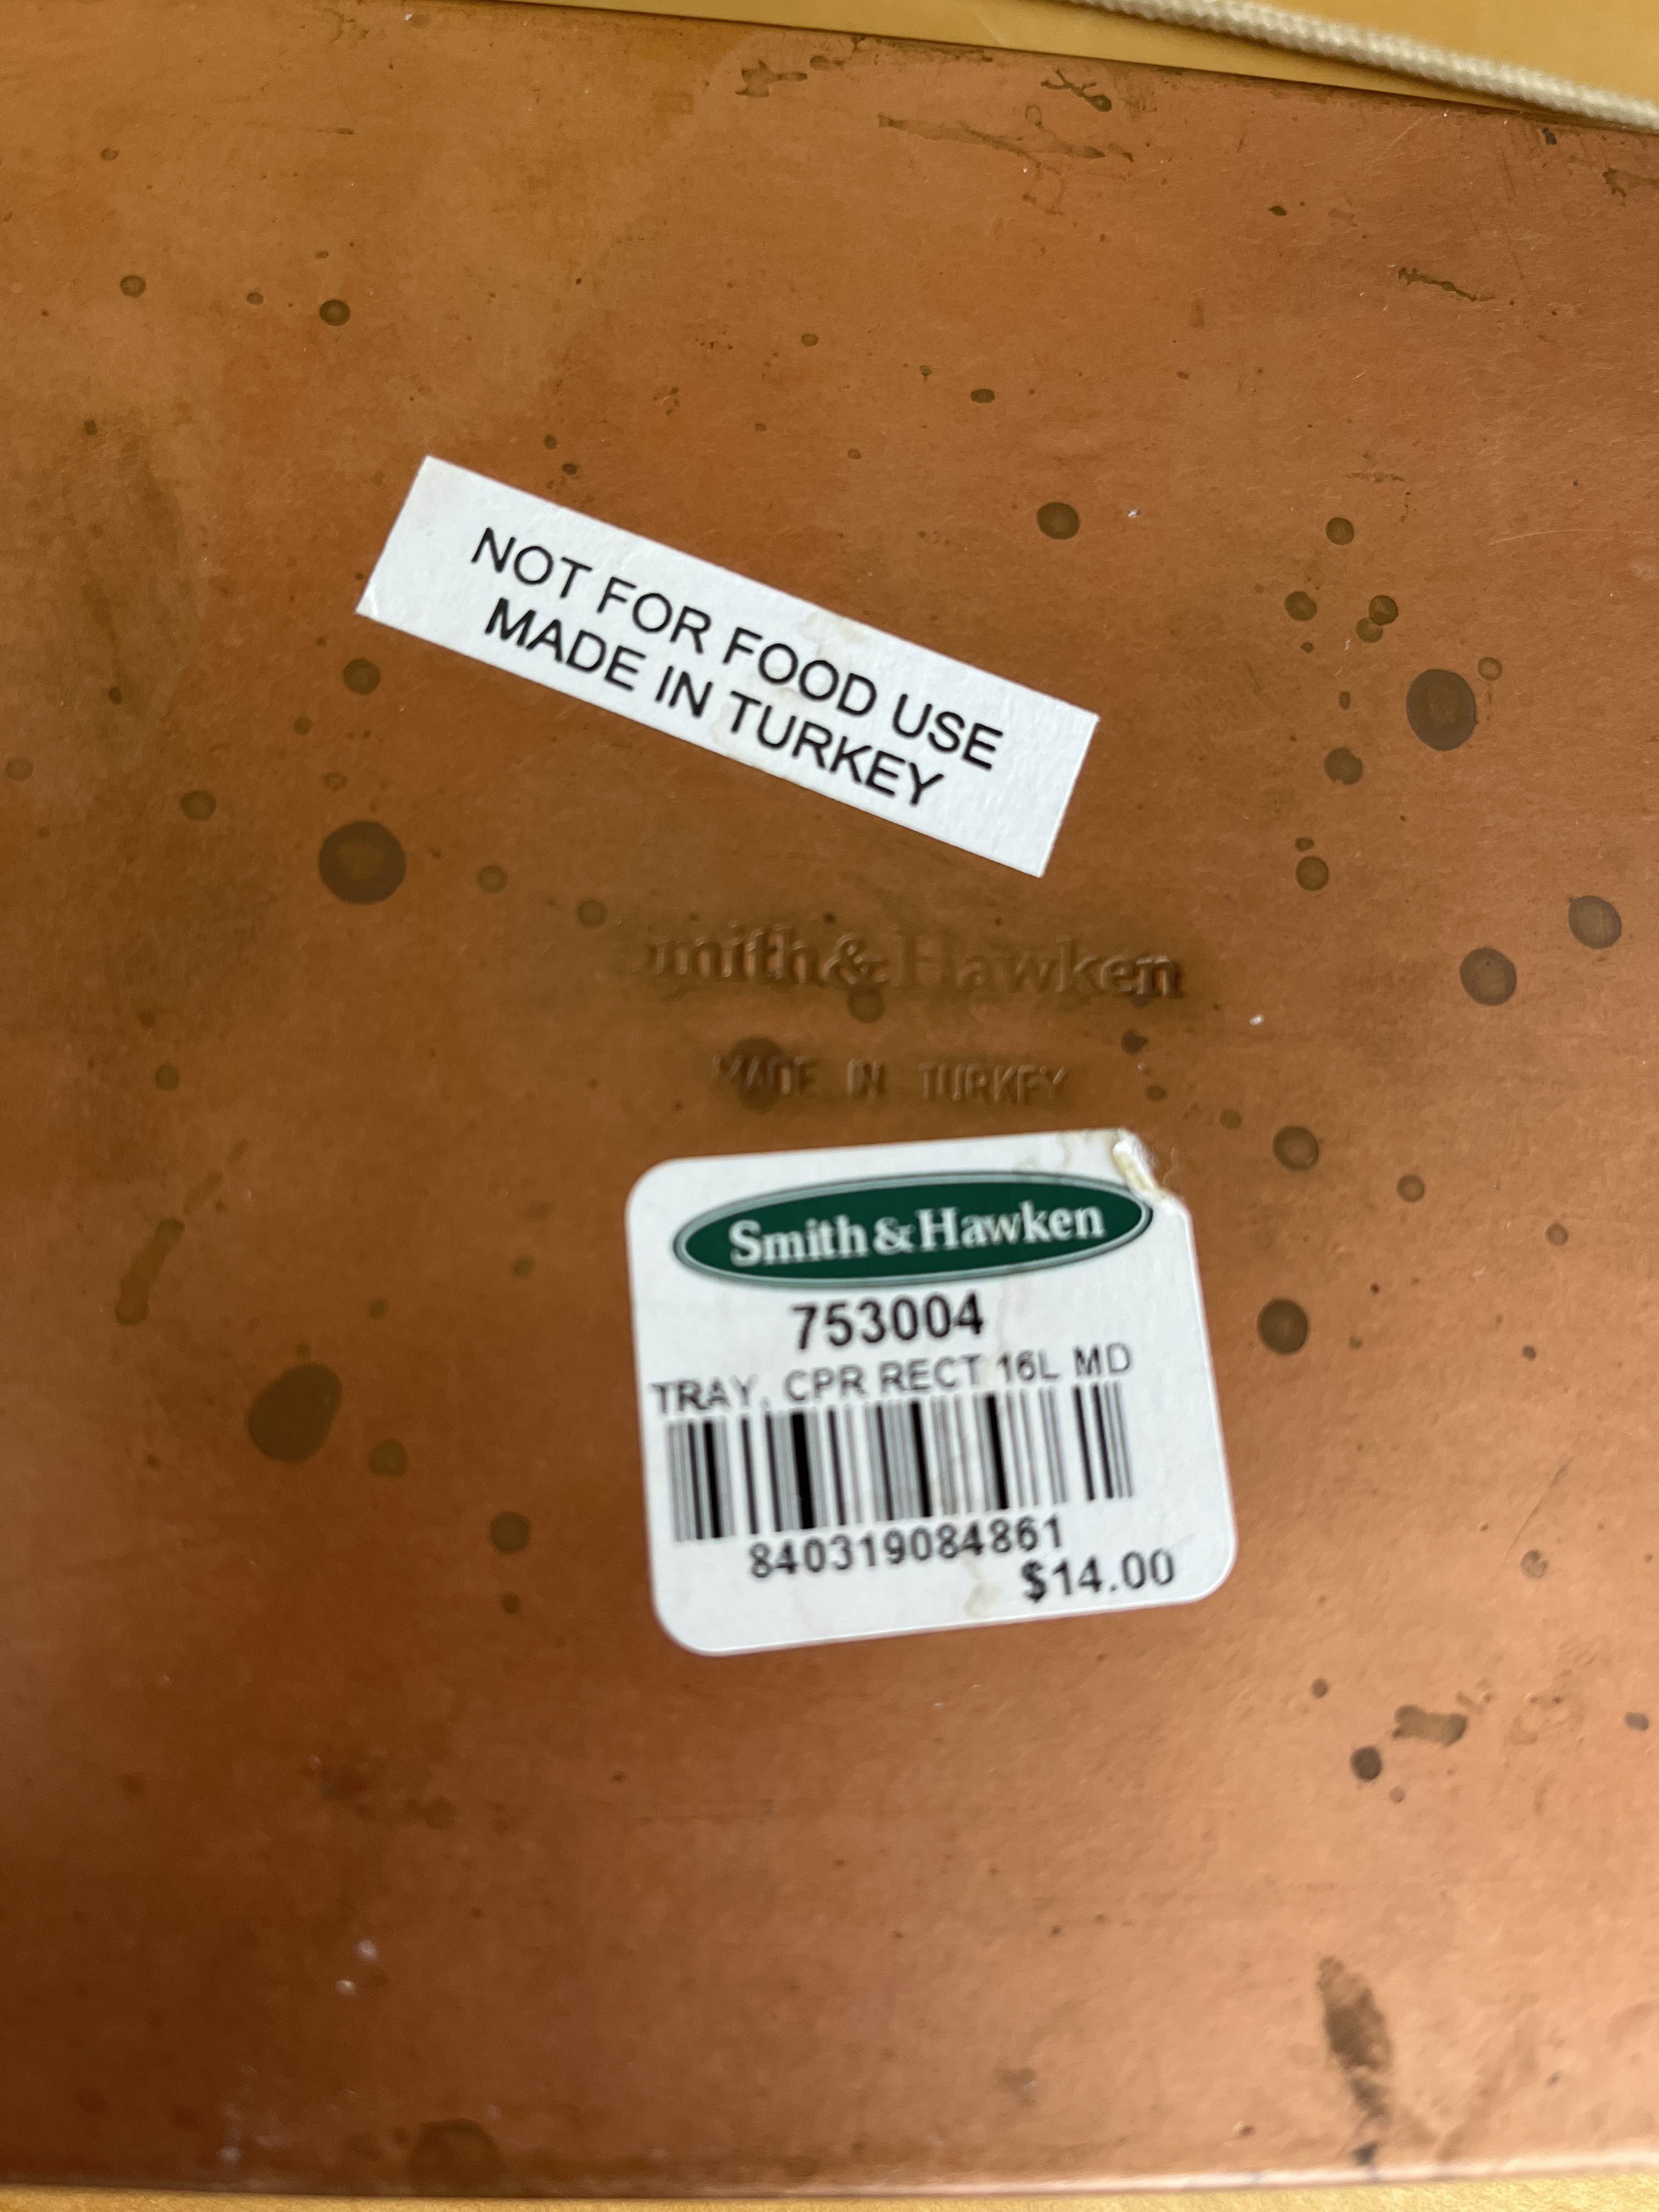 NOT FOR FOOD USE
MADE IN TURKEY
Smith & Hawken
MADE IN TURKEY
Smith & Hawken
753004
TRAY, CPR RECT 16L MD
840319084861
$14.00